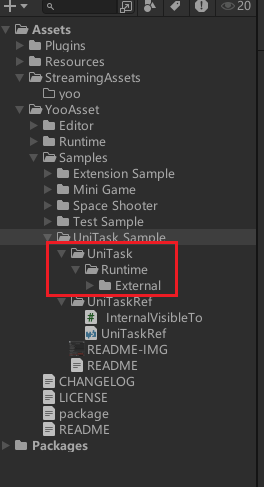 20
Assets
Plugins
Resources
StreamingAssets
yoo
YooAsset
Editor
Runtime
Samples
Extension Sample
Mini Game
Space Shooter
Test Sample
UniTask Sample
UniTask
Runtime
External
UniTaskRef
_InternalVisibleTo
UniTaskRef
README-IMG
README
CHANGELOG
LICENSE
package
README
Packages